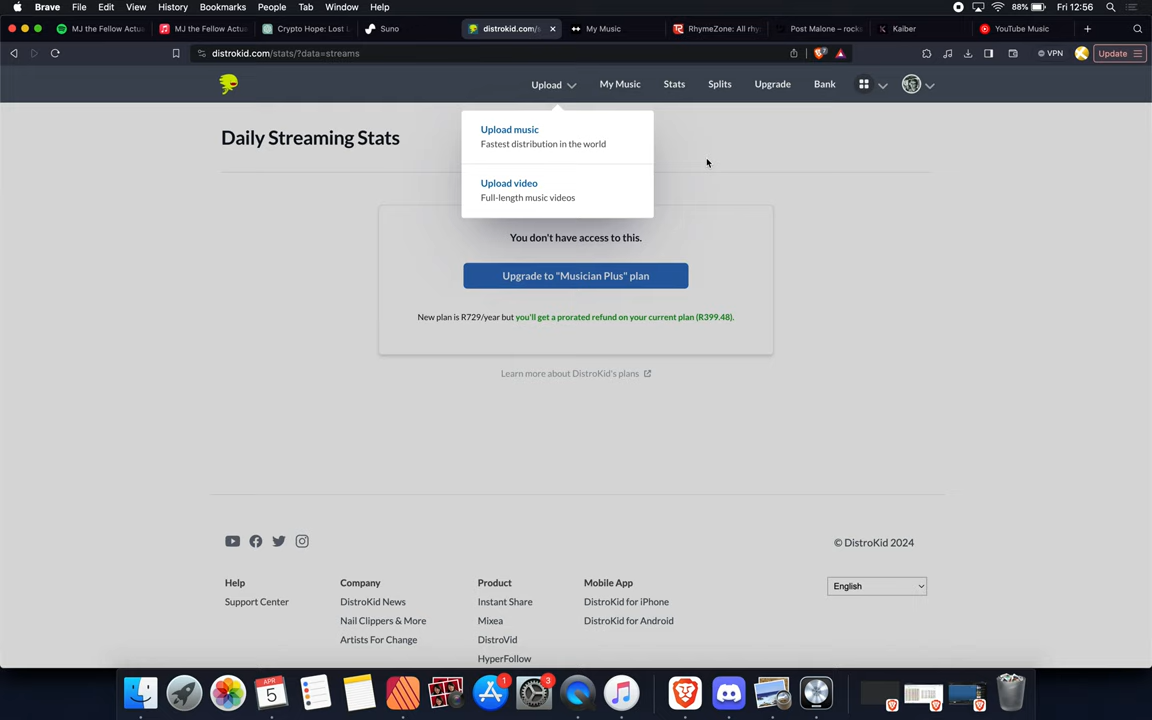 Brave File Edit View History Bookmarks People Tab Window Help 88% Fri 12:56
MJ the Fellow Actua MJ the Fellow Actua Crypto Hope: Lost L Suno distrokid.com/s My Music RhymeZone: All rhy Post Malone – rocks Kaiber YouTube Music
distrokid.com/stats/?data=streams VPN Update
Upload My Music Stats Splits Upgrade Bank
Upload music
Fastest distribution in the world
Upload video
Full-length music videos
Daily Streaming Stats
You don't have access to this.
Upgrade to "Musician Plus" plan
New plan is R729/year but you'll get a prorated refund on your current plan (R399.48).
Learn more about DistroKid's plans
© DistroKid 2024
Help Company Product Mobile App English
Support Center DistroKid News Instant Share DistroKid for iPhone
Nail Clippers & More Mixea DistroKid for Android
Artists For Change DistroVid
HyperFollow
APR 5 1 3